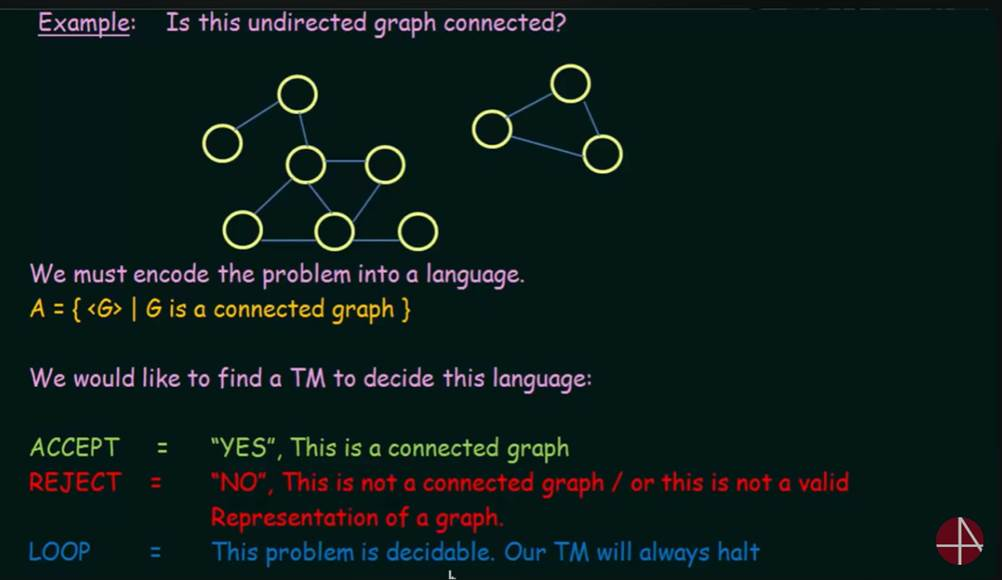 Example: Is this undirected graph connected?
We must encode the problem into a language.
A = { <G> | G is a connected graph }
We would like to find a TM to decide this language:
ACCEPT = "YES", This is a connected graph
REJECT = "NO", This is not a connected graph / or this is not a valid
Representation of a graph.
LOOP = This problem is decidable. Our TM will always halt